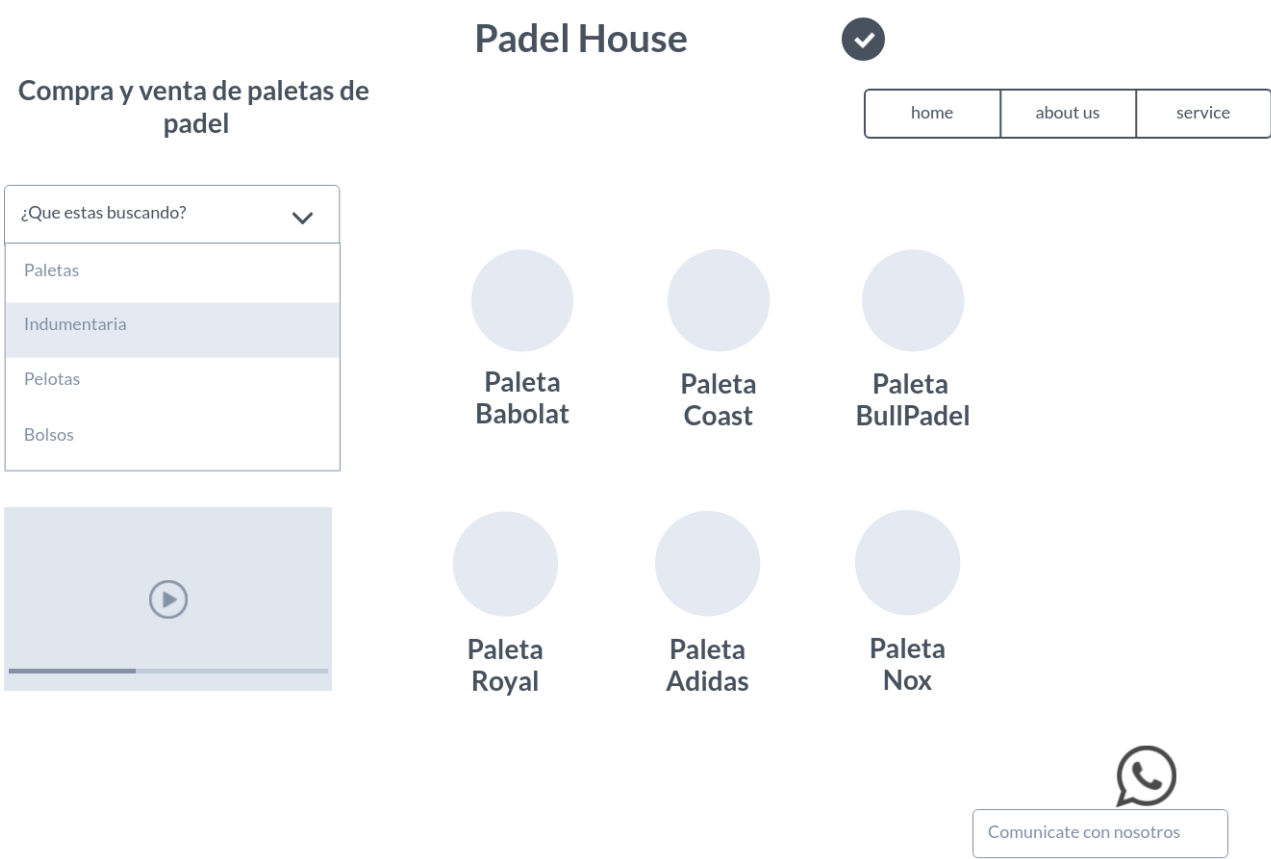 Padel House
Compra y venta de paletas de
padel
home
about us
service
¿Que estas buscando?
Paletas
Indumentaria
Pelotas
Bolsos
Paleta
Babolat
Paleta
Coast
Paleta
BullPadel
Paleta
Royal
Paleta
Adidas
Paleta
Nox
Comunicate con nosotros